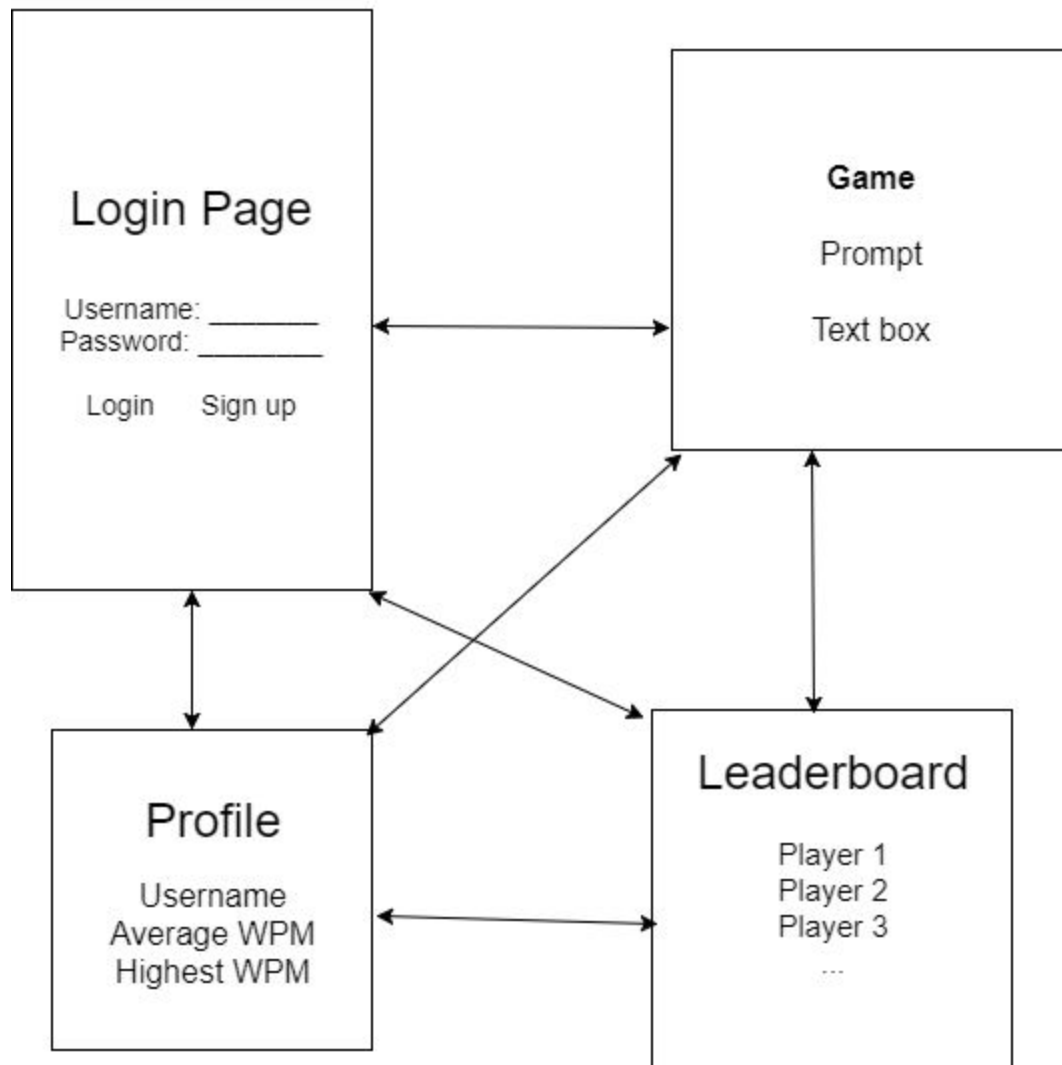 Login Page
Username: _______
Password: ________
Login Sign up
Game
Prompt
Text box
Profile
Username
Average WPM
Highest WPM
Leaderboard
Player 1
Player 2
Player 3
...